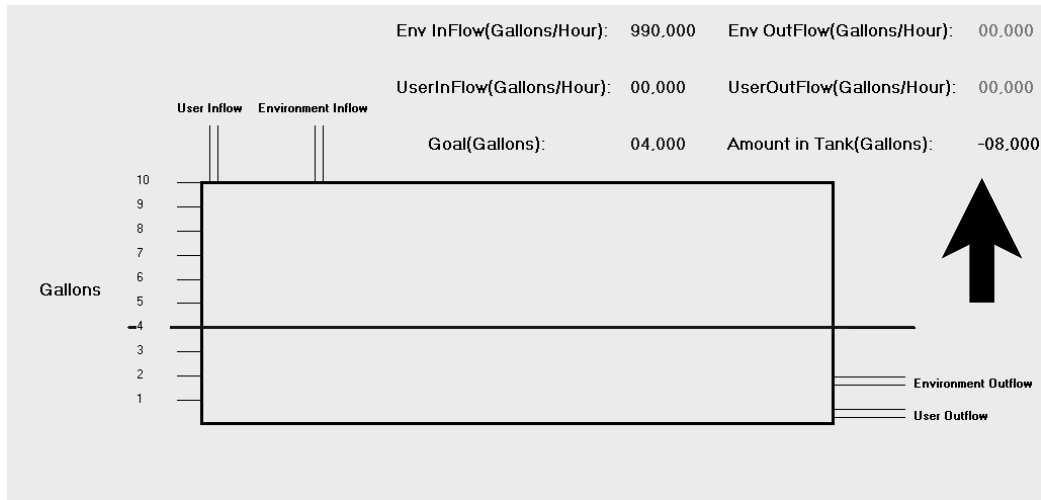 Env InFlow(Gallons/Hour): 990,000 Env OutFlow(Gallons/Hour): 00,000
UserInFlow(Gallons/Hour): 00,000 UserOutFlow(Gallons/Hour): 00,000
User Inflow Environment Inflow
Goal(Gallons): 04,000 Amount in Tank(Gallons): -08,000
10
9
8
7
6
Gallons
5
4
3
2
Environment Outflow
1
User Outflow